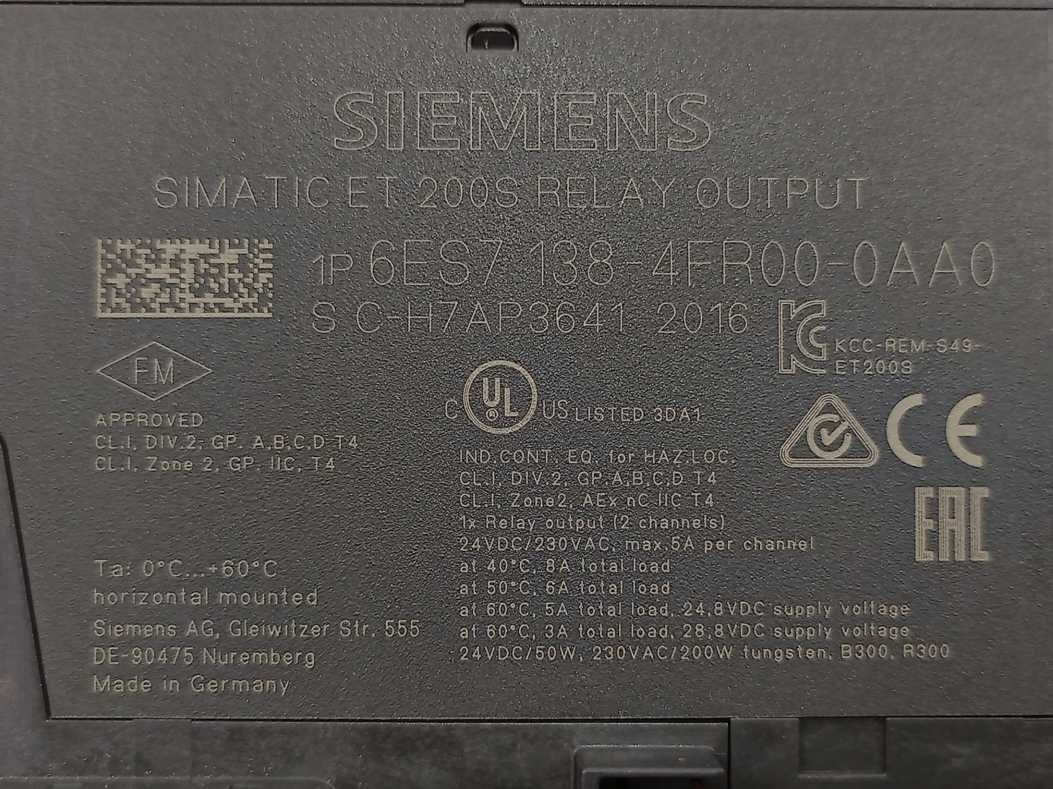 SIEMENS
SIMATIC ET 200S RELAY OUTPUT
1P 6ES7 138-4FR00-0AA0
S C-H7AP3641 2016
KC KCC-REM-S49-
ET200S
FM
APPROVED
CL.I, DIV.2, GP. A,B,C,D T4
CL.I, Zone 2, GP. IIC, T4
C UL ® US LISTED 3DA1
IND.CONT. EQ. for HAZ.LOC.
CL.I, DIV.2, GP.A,B,C,D T4
CL.I, Zone2, AEx nC IIC T4
1x Relay output (2 channels)
24VDC/230VAC, max.5A per channel
at 40°C, 8A total load
at 50°C, 6A total load
at 60°C, 5A total load, 24,8VDC supply voltage
at 60°C, 3A total load, 28,8VDC supply voltage
24VDC/50W, 230VAC/200W tungsten, B300, R300
CE
EAC
Ta: 0°C...+60°C
horizontal mounted
Siemens AG, Gleiwitzer Str. 555
DE-90475 Nuremberg
Made in Germany